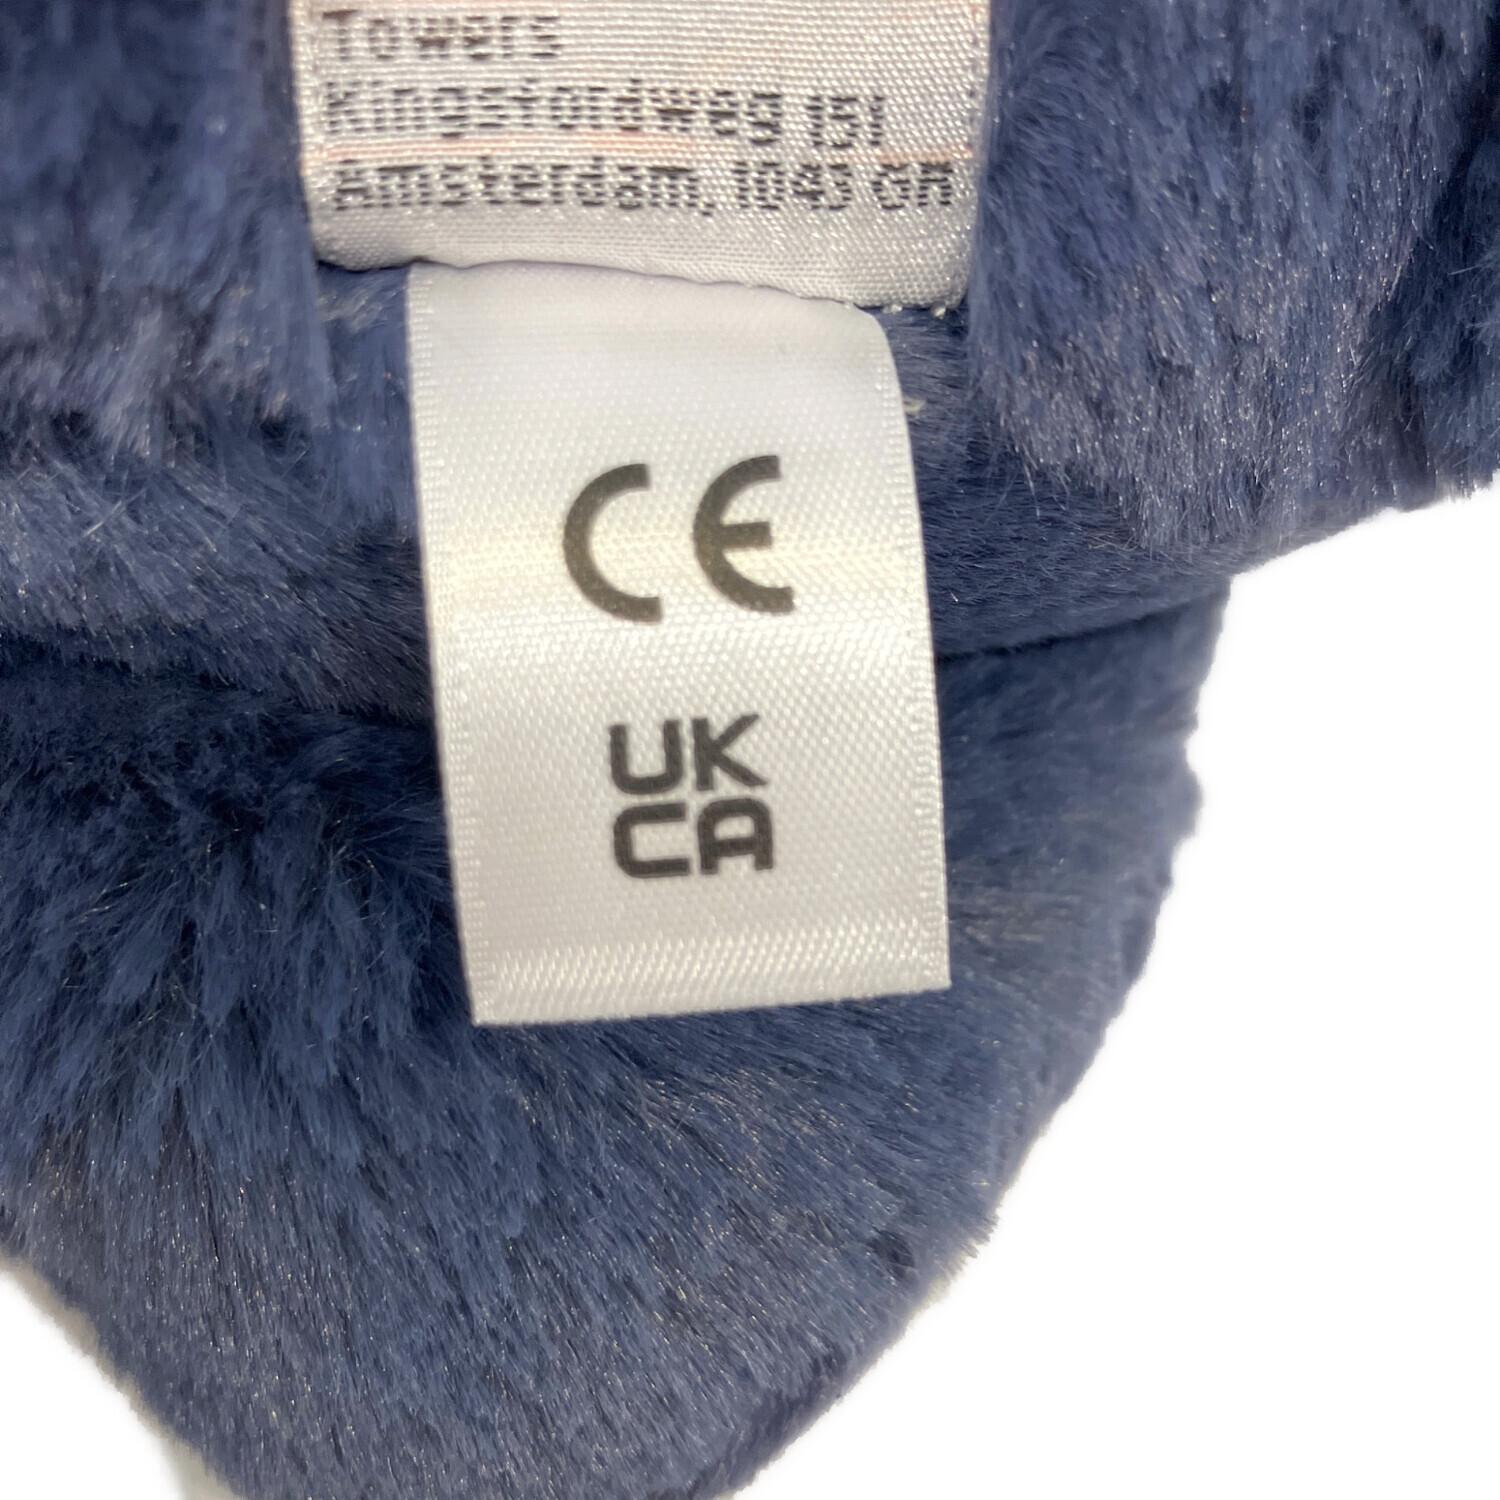 Towers
Kingsfordweg 151
Amsterdam, 1043 GR
CE
UK
CA